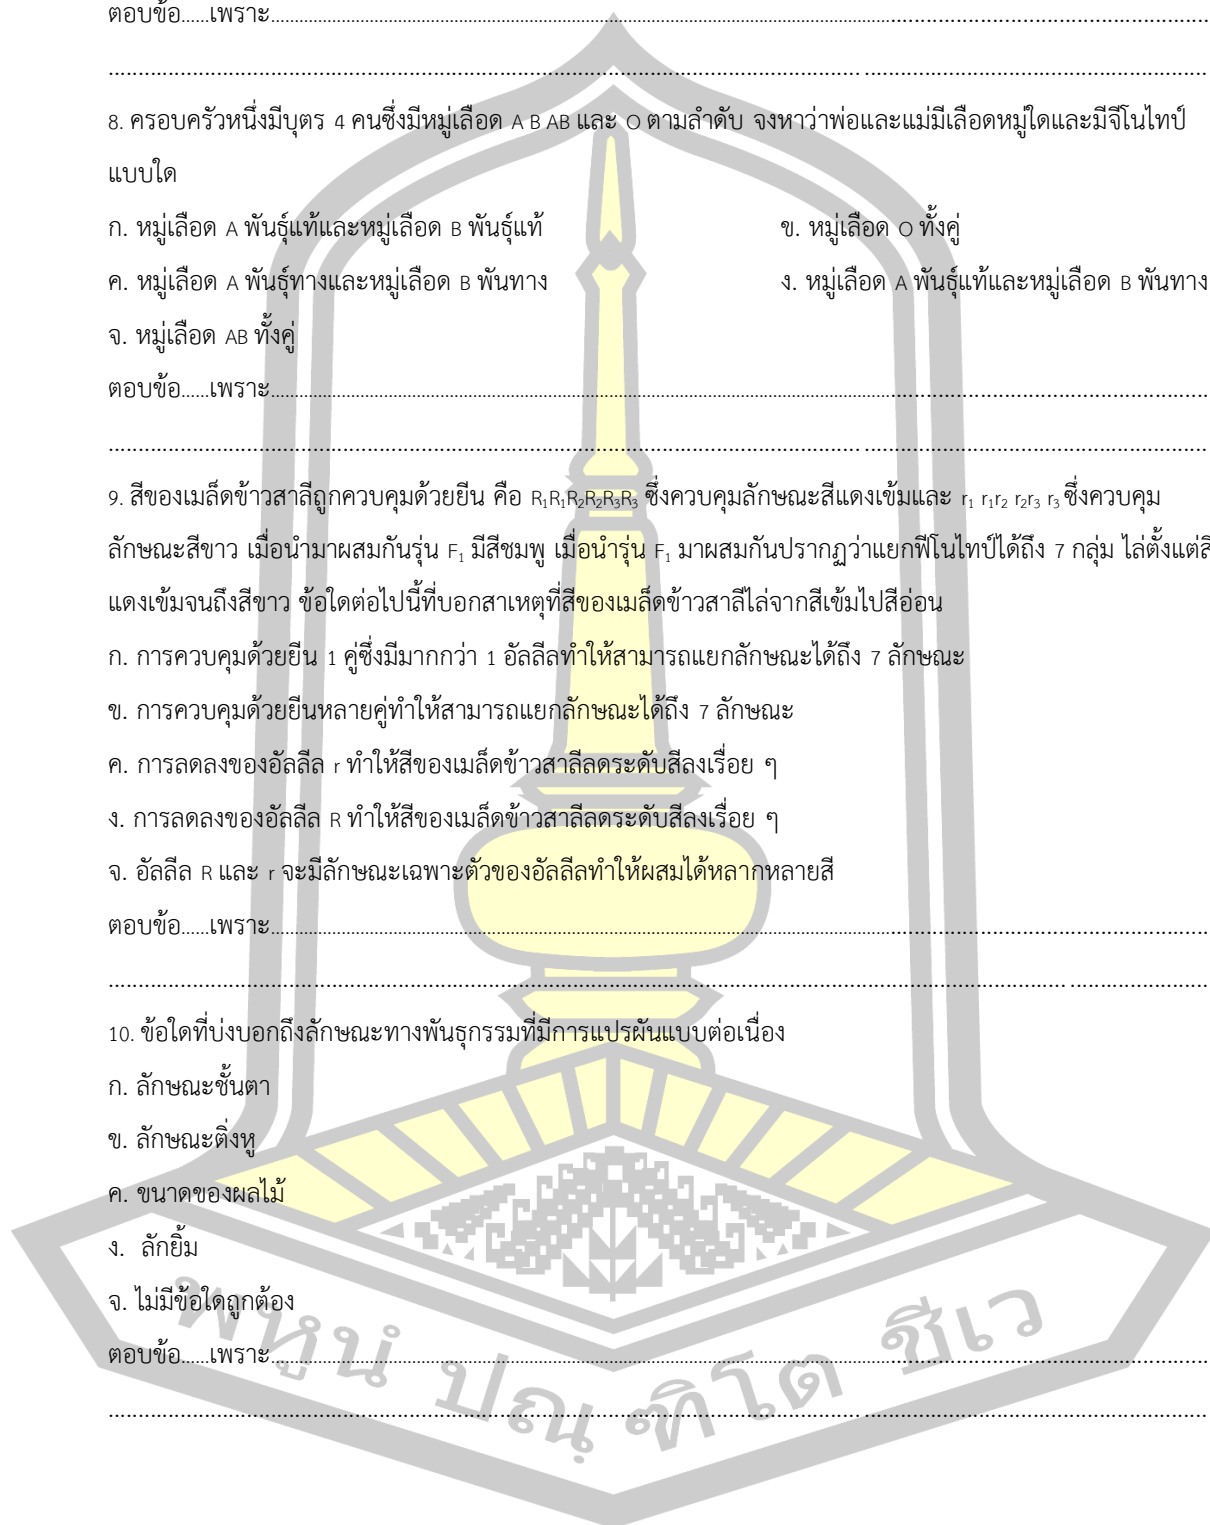 ตอบข้อ......เพราะ................................................................................................................................................................
................................................................................................................................................................
8. ครอบครัวหนึ่งมีบุตร 4 คนซึ่งมีหมู่เลือด A B AB และ O ตามลำดับ จงหาว่าพ่อและแม่มีเลือดหมู่ใดและมีจีโนไทป์
แบบใด
ก. หมู่เลือด A พันธุ์แท้และหมู่เลือด B พันธุ์แท้ ข. หมู่เลือด O ทั้งคู่
ค. หมู่เลือด A พันธุ์ทางและหมู่เลือด B พันทาง ง. หมู่เลือด A พันธุ์แท้และหมู่เลือด B พันทาง
จ. หมู่เลือด AB ทั้งคู่
ตอบข้อ......เพราะ................................................................................................................................................................
................................................................................................................................................................
9. สีของเมล็ดข้าวสาลีถูกควบคุมด้วยยีน คือ R₁R₁R₂R₂R₃R₃ ซึ่งควบคุมลักษณะสีแดงเข้มและ r₁ r₁r₂ r₂r₃ r₃ ซึ่งควบคุม
ลักษณะสีขาว เมื่อนำมาผสมกันรุ่น F₁ มีสีชมพู เมื่อนำรุ่น F₁ มาผสมกันปรากฏว่าแยกฟีโนไทป์ได้ถึง 7 กลุ่ม ไล่ตั้งแต่สี
แดงเข้มจนถึงสีขาว ข้อใดต่อไปนี้ที่บอกสาเหตุที่สีของเมล็ดข้าวสาลีไล่จากสีเข้มไปสีอ่อน
ก. การควบคุมด้วยยีน 1 คู่ซึ่งมีมากกว่า 1 อัลลีลทำให้สามารถแยกลักษณะได้ถึง 7 ลักษณะ
ข. การควบคุมด้วยยีนหลายคู่ทำให้สามารถแยกลักษณะได้ถึง 7 ลักษณะ
ค. การลดลงของอัลลีล r ทำให้สีของเมล็ดข้าวสาลีลดระดับสีลงเรื่อย ๆ
ง. การลดลงของอัลลีล R ทำให้สีของเมล็ดข้าวสาลีลดระดับสีลงเรื่อย ๆ
จ. อัลลีล R และ r จะมีลักษณะเฉพาะตัวของอัลลีลทำให้ผสมได้หลากหลายสี
ตอบข้อ......เพราะ................................................................................................................................................................
................................................................................................................................................................
10. ข้อใดที่บ่งบอกถึงลักษณะทางพันธุกรรมที่มีการแปรผันแบบต่อเนื่อง
ก. ลักษณะชั้นตา
ข. ลักษณะติ่งหู
ค. ขนาดของผลไม้
ง. ลักยิ้ม
จ. ไม่มีข้อใดถูกต้อง
ตอบข้อ......เพราะ................................................................................................................................................................
................................................................................................................................................................
พหูนํ ปณฺฑิโต ชีเว